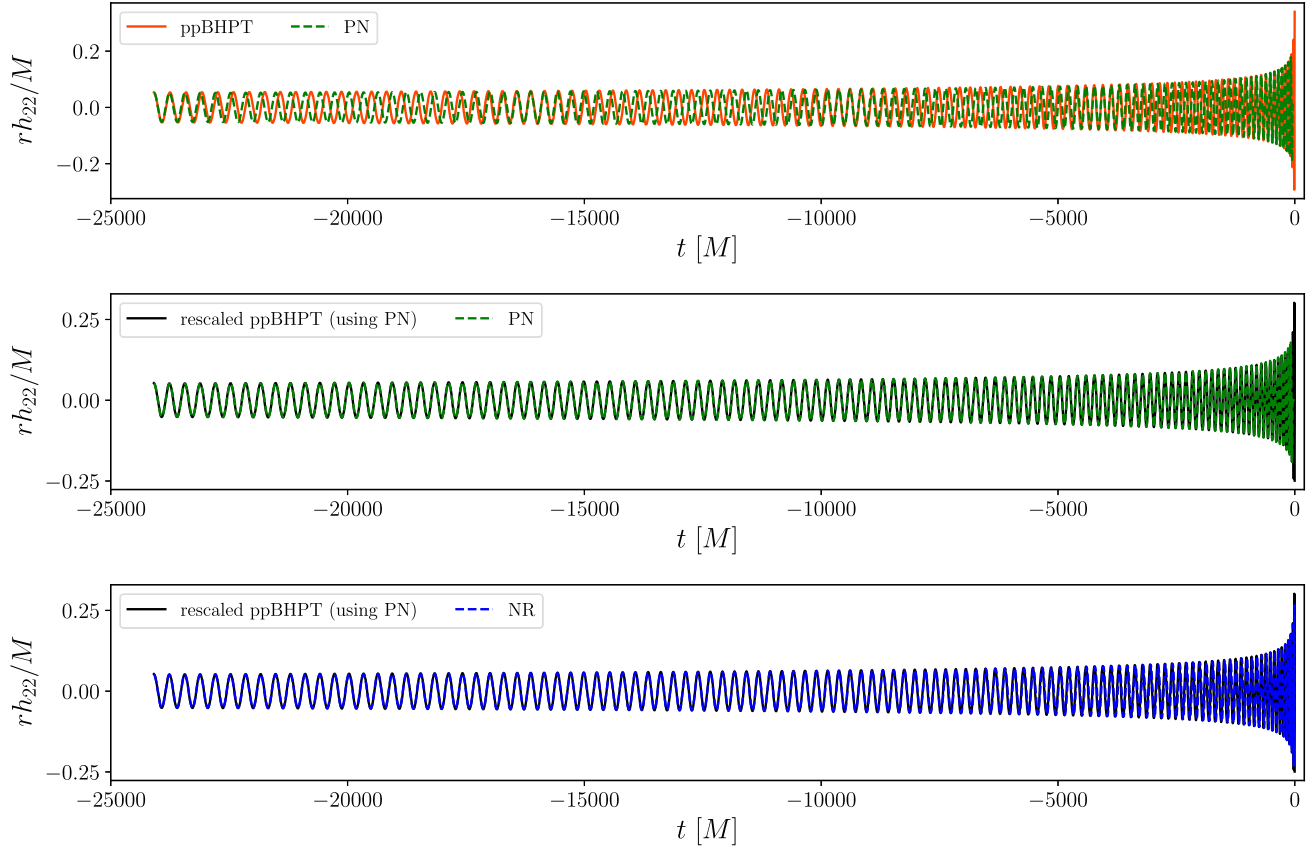 ppBHPT PN
rh22/M
0.2
0.0
−0.2
−25000 −20000 −15000 −10000 −5000 0
t [M]
rescaled ppBHPT (using PN) PN
rh22/M
0.25
0.00
−0.25
−25000 −20000 −15000 −10000 −5000 0
t [M]
rescaled ppBHPT (using PN) NR
rh22/M
0.25
0.00
−0.25
−25000 −20000 −15000 −10000 −5000 0
t [M]